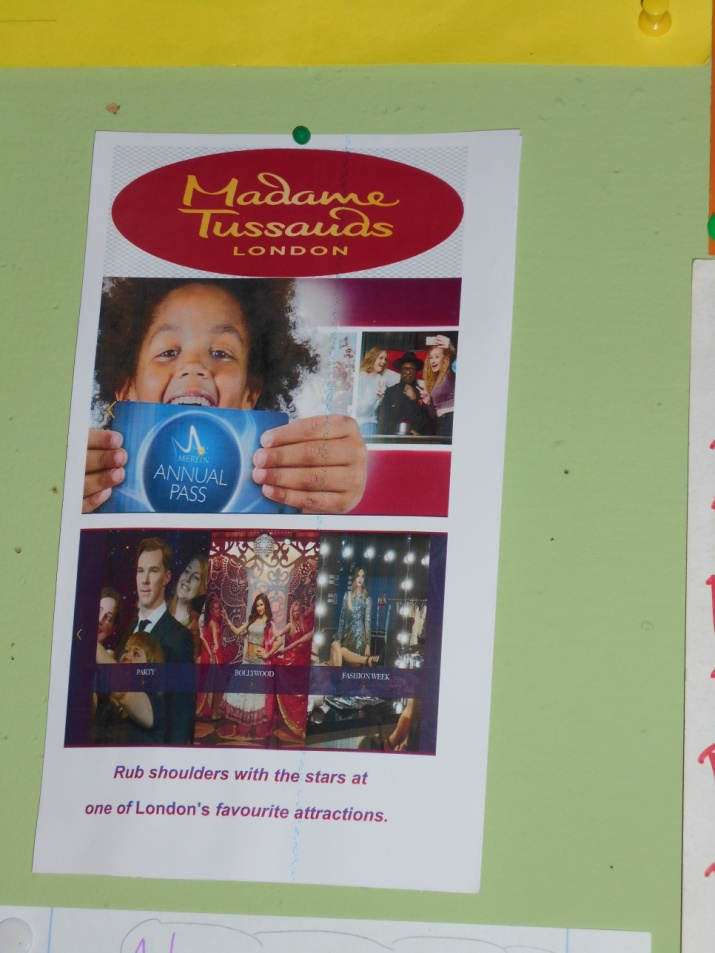 Madame
Tussauds
LONDON
MERLIN
ANNUAL
PASS
PARTY
BOLLYWOOD
FASHION WEEK
Rub shoulders with the stars at
one of London's favourite attractions.